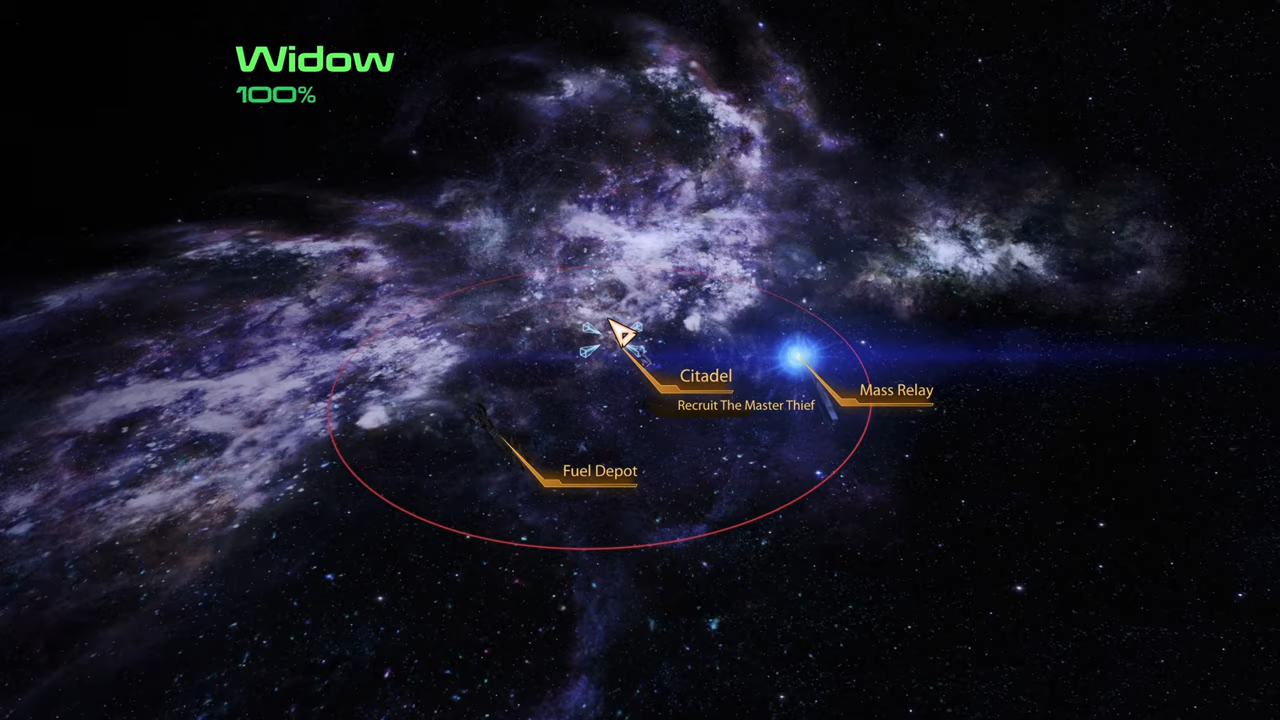 Widow
100%
Citadel
Recruit The Master Thief
Mass Relay
Fuel Depot